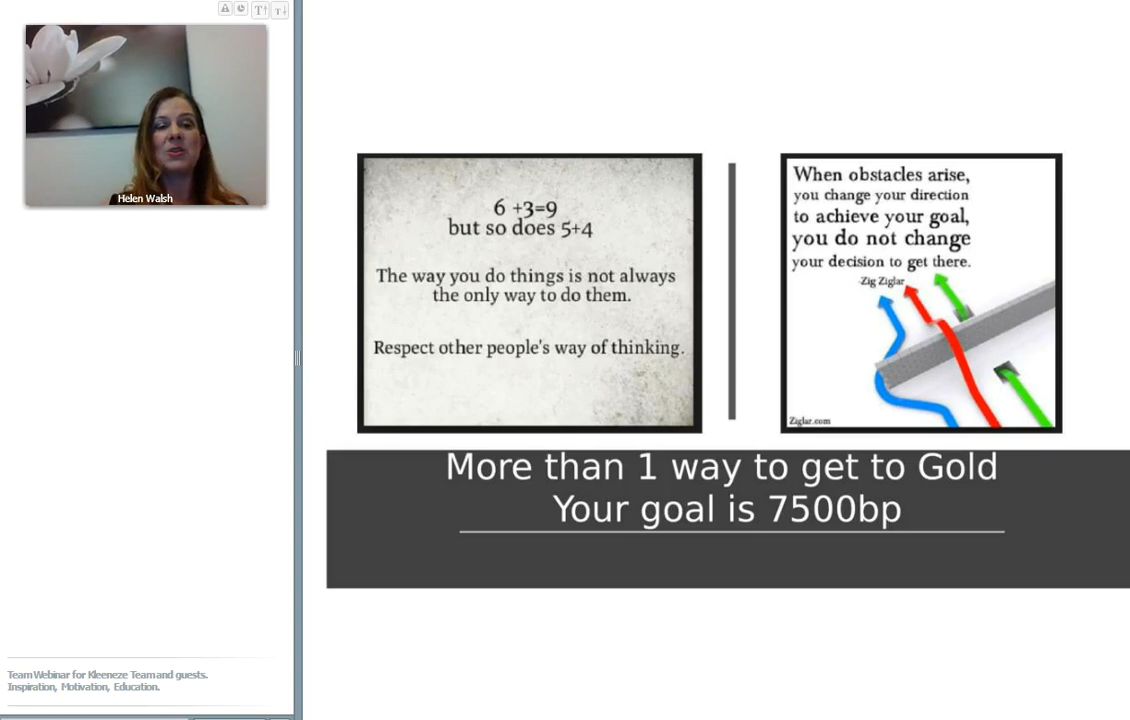 Helen Walsh
6 +3=9
but so does 5+4
The way you do things is not always
the only way to do them.
Respect other people's way of thinking.
When obstacles arise,
you change your direction
to achieve your goal,
you do not change
your decision to get there.
-Zig Ziglar
Ziglar.com
More than 1 way to get to Gold
Your goal is 7500bp
Team Webinar for Kleeneze Team and guests.
Inspiration, Motivation, Education.